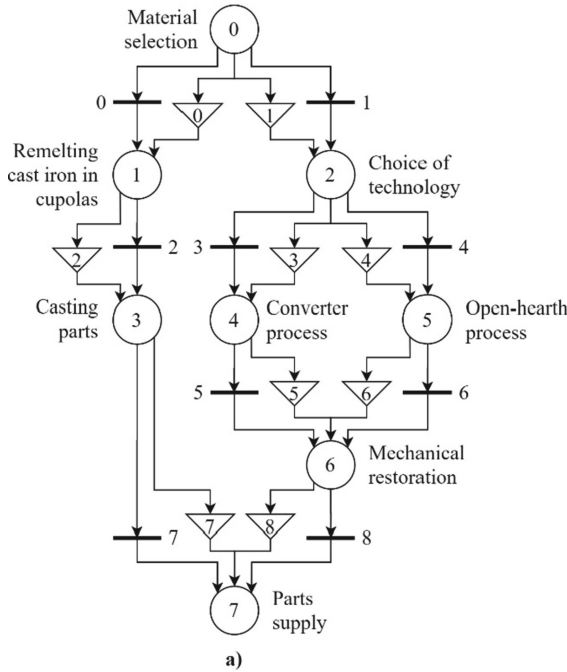 Material
selection
0
0
0
1
1
Remelting
cast iron in
cupolas
1
2
Choice of
technology
2
2
3
3
4
4
Casting
parts
3
4
Converter
process
5
Open-hearth
process
5
5
6
6
6
Mechanical
restoration
7
7
8
8
7
Parts
supply
a)